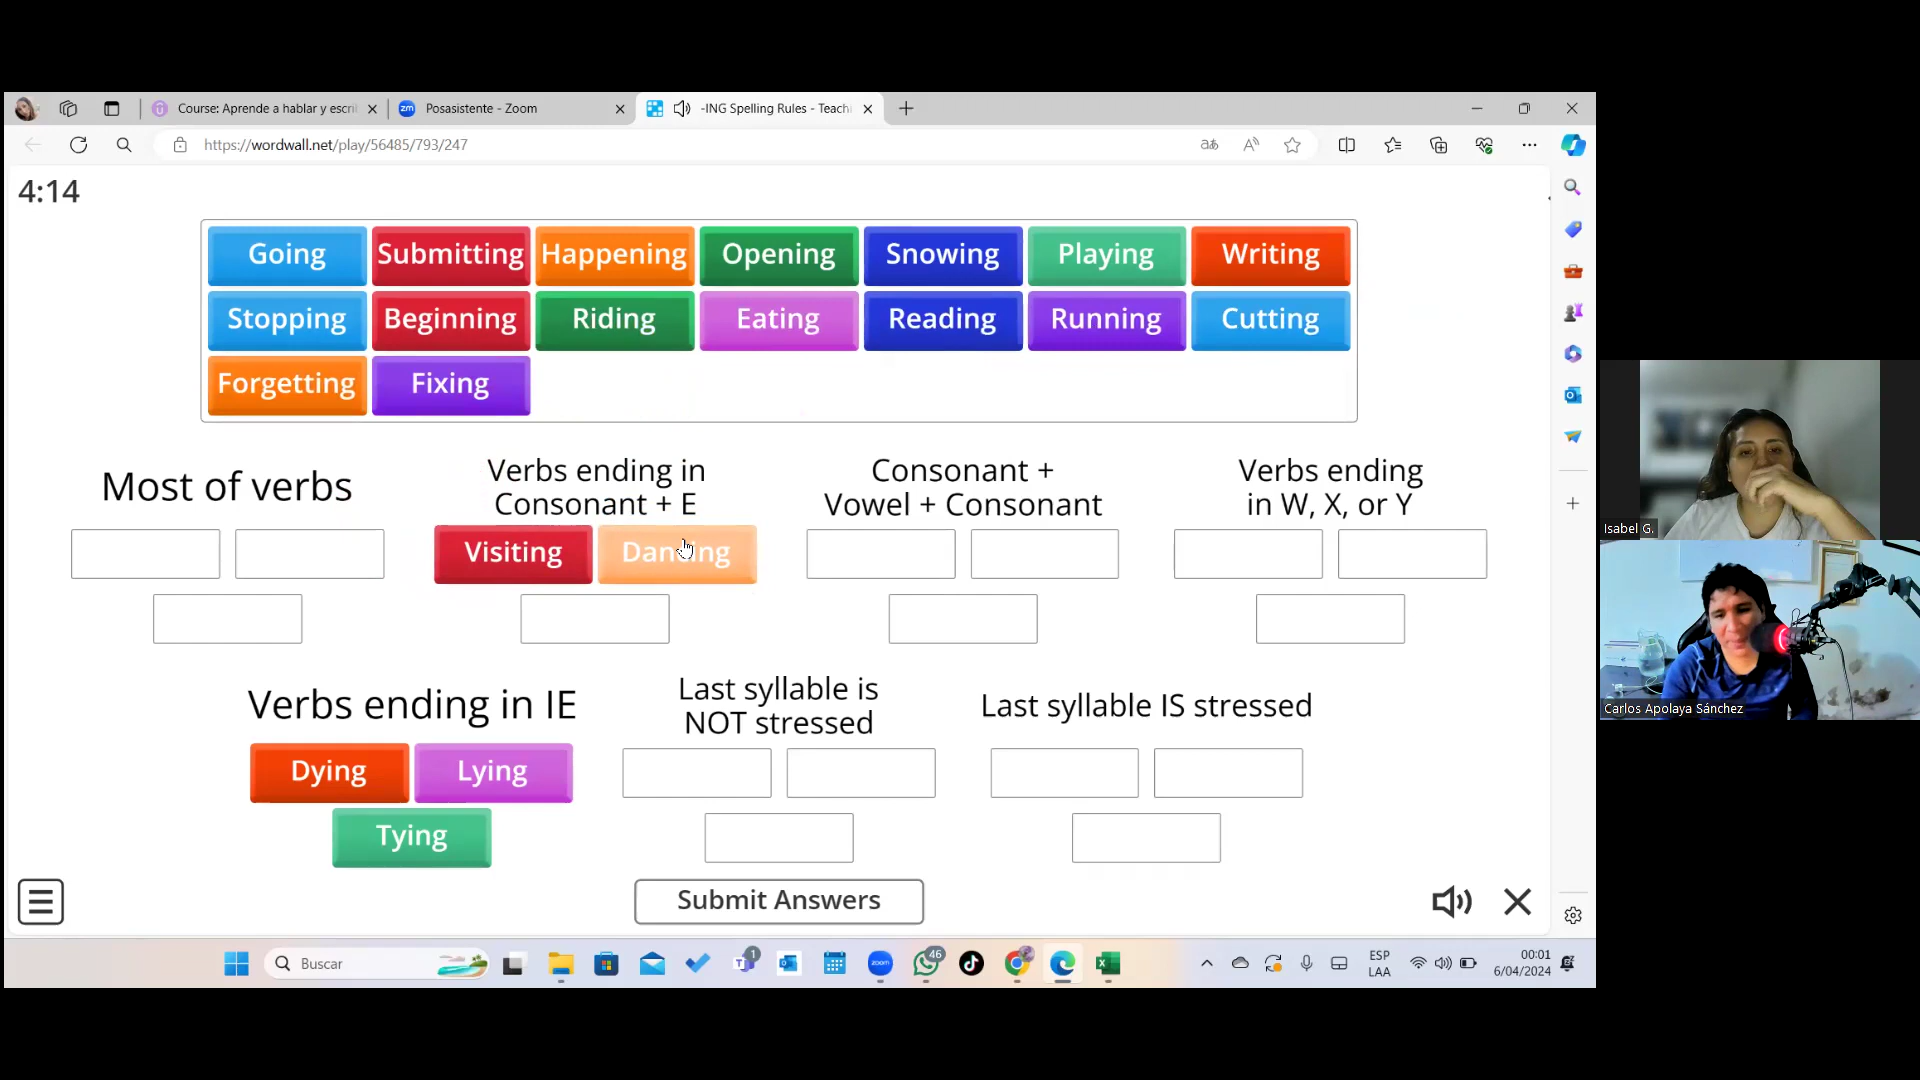 Course: Aprende a hablar y escri
Posasistente - Zoom
-ING Spelling Rules - Teach
https://wordwall.net/play/56485/793/247
4:14
Going Submitting Happening Opening Snowing Playing Writing
Stopping Beginning Riding Eating Reading Running Cutting
Forgetting Fixing
Most of verbs
Verbs ending in
Consonant + E
Consonant +
Vowel + Consonant
Verbs ending
in W, X, or Y
Visiting Dancing
Verbs ending in IE
Last syllable is
NOT stressed
Last syllable IS stressed
Dying Lying
Tying
Submit Answers
Isabel G.
Carlos Apolaya Sánchez
Buscar
1
zoom
46
ESP
LAA
00:01
6/04/2024